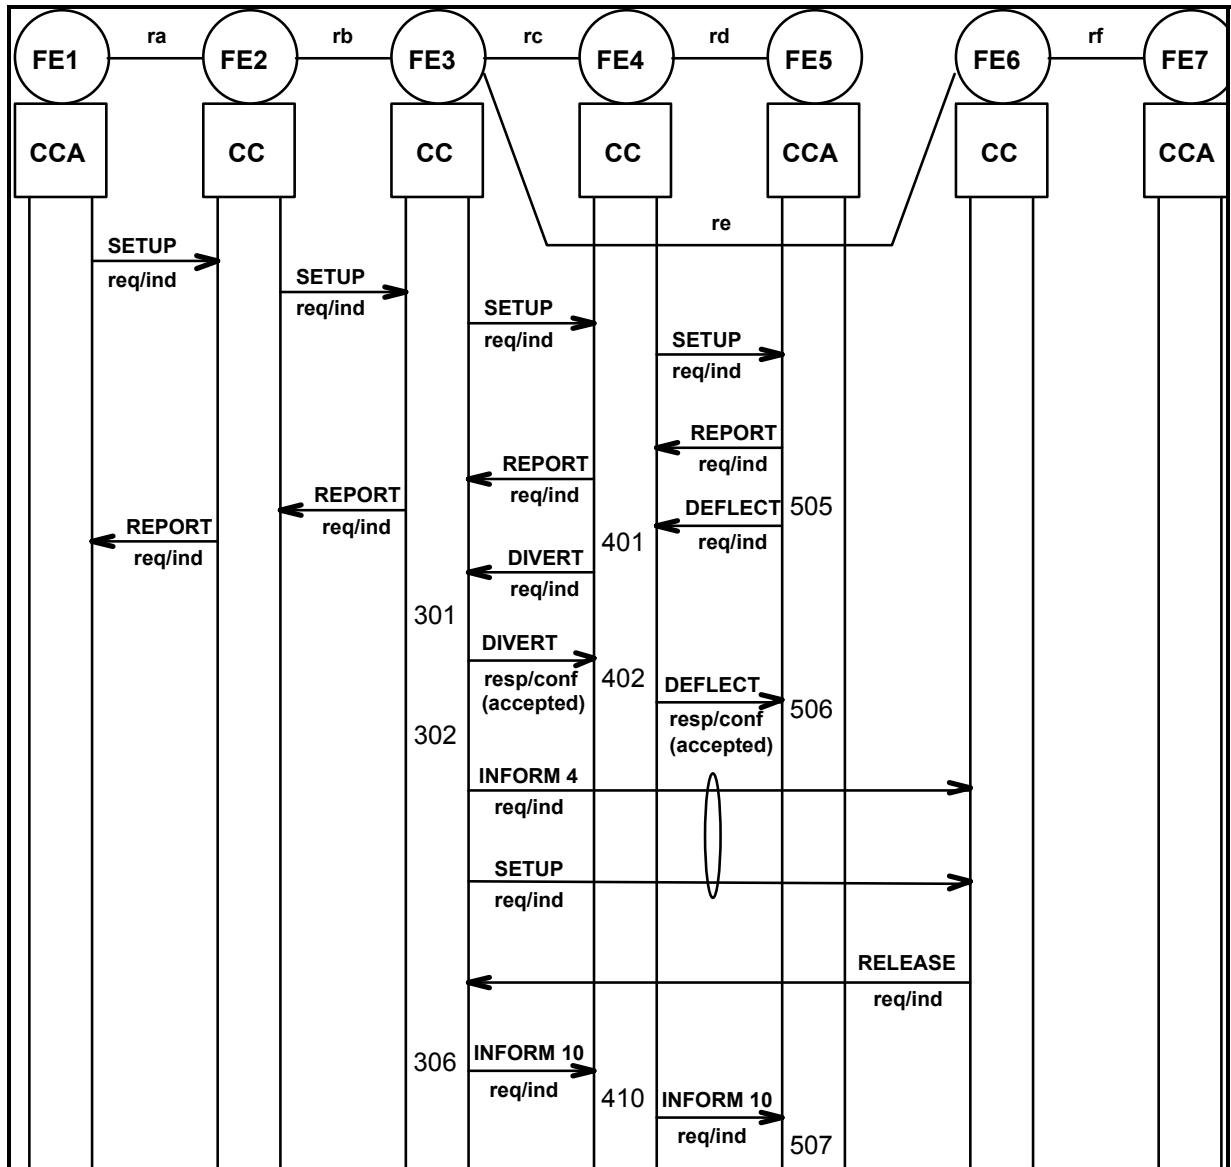 ra rb rc rd rf
FE1 FE2 FE3 FE4 FE5 FE6 FE7
CCA CC CC CC CCA CC CCA
re
SETUP
req/ind
SETUP
req/ind
SETUP
req/ind
SETUP
req/ind
REPORT
req/ind
REPORT
req/ind
REPORT
req/ind
REPORT
req/ind
505
DEFLECT
req/ind
401
DIVERT
req/ind
301
DIVERT
resp/conf
(accepted)
402
DEFLECT
resp/conf
(accepted)
506
302
INFORM 4
req/ind
SETUP
req/ind
RELEASE
req/ind
306
INFORM 10
req/ind
410
INFORM 10
req/ind
507